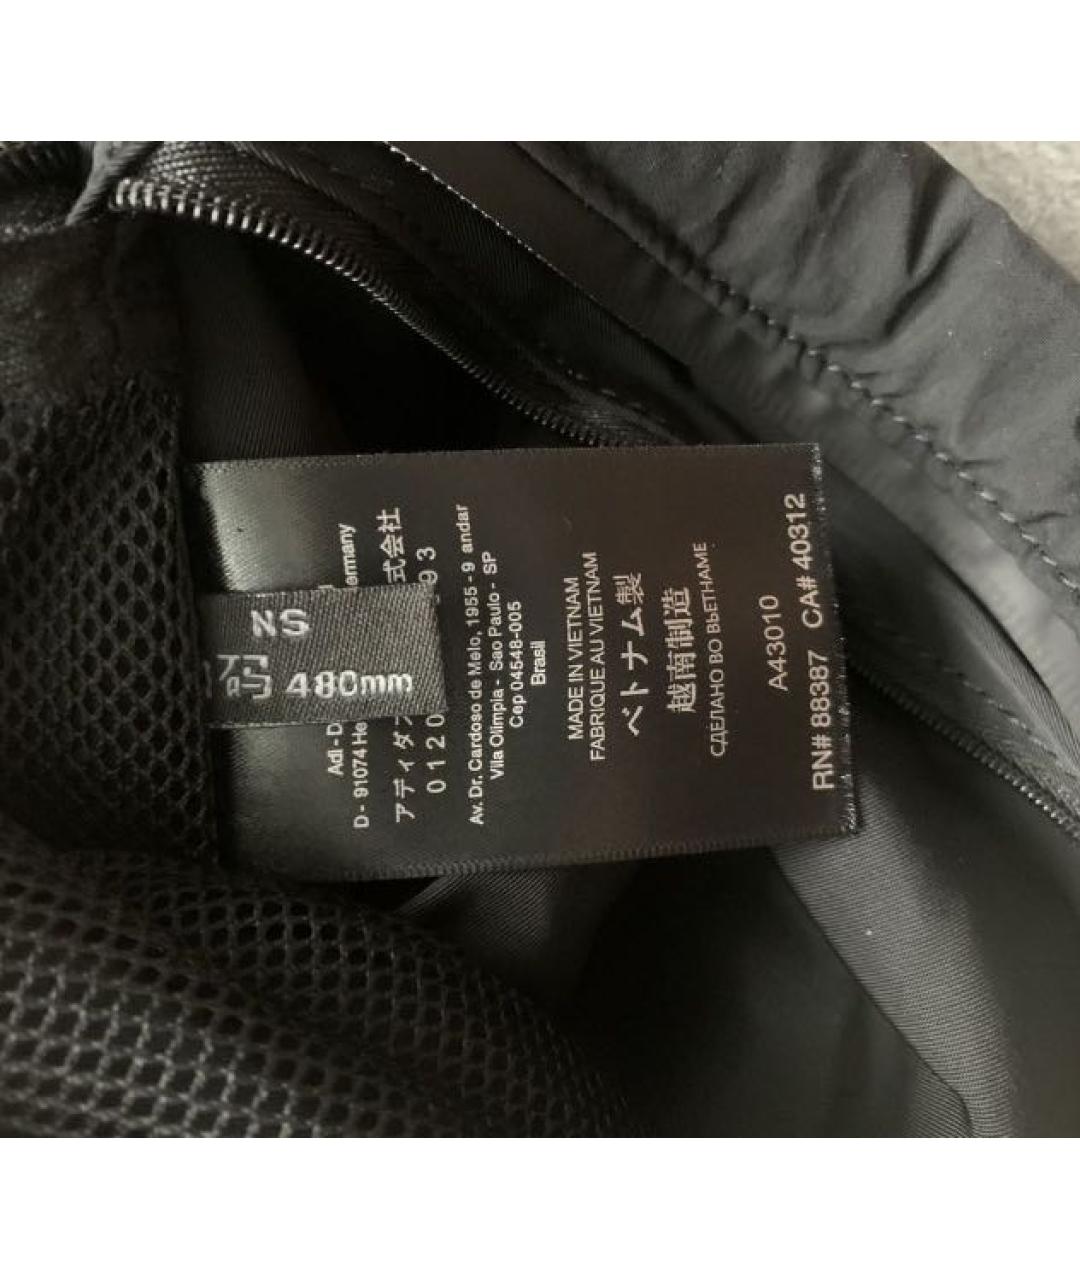 NS
码 480mm
Adi-D
D - 91074 He ermany
アディダス 式会社
0120 93
Av. Dr. Cardoso de Melo, 1955 - 9 andar
Vila Olimpia - Sao Paulo - SP
Cep 04548-005
Brasil
MADE IN VIETNAM
FABRIQUE AU VIETNAM
ベトナム製
越南制造
СДЕЛАНО ВО ВЬЕТНАМЕ
A43010
RN# 88387 CA# 40312